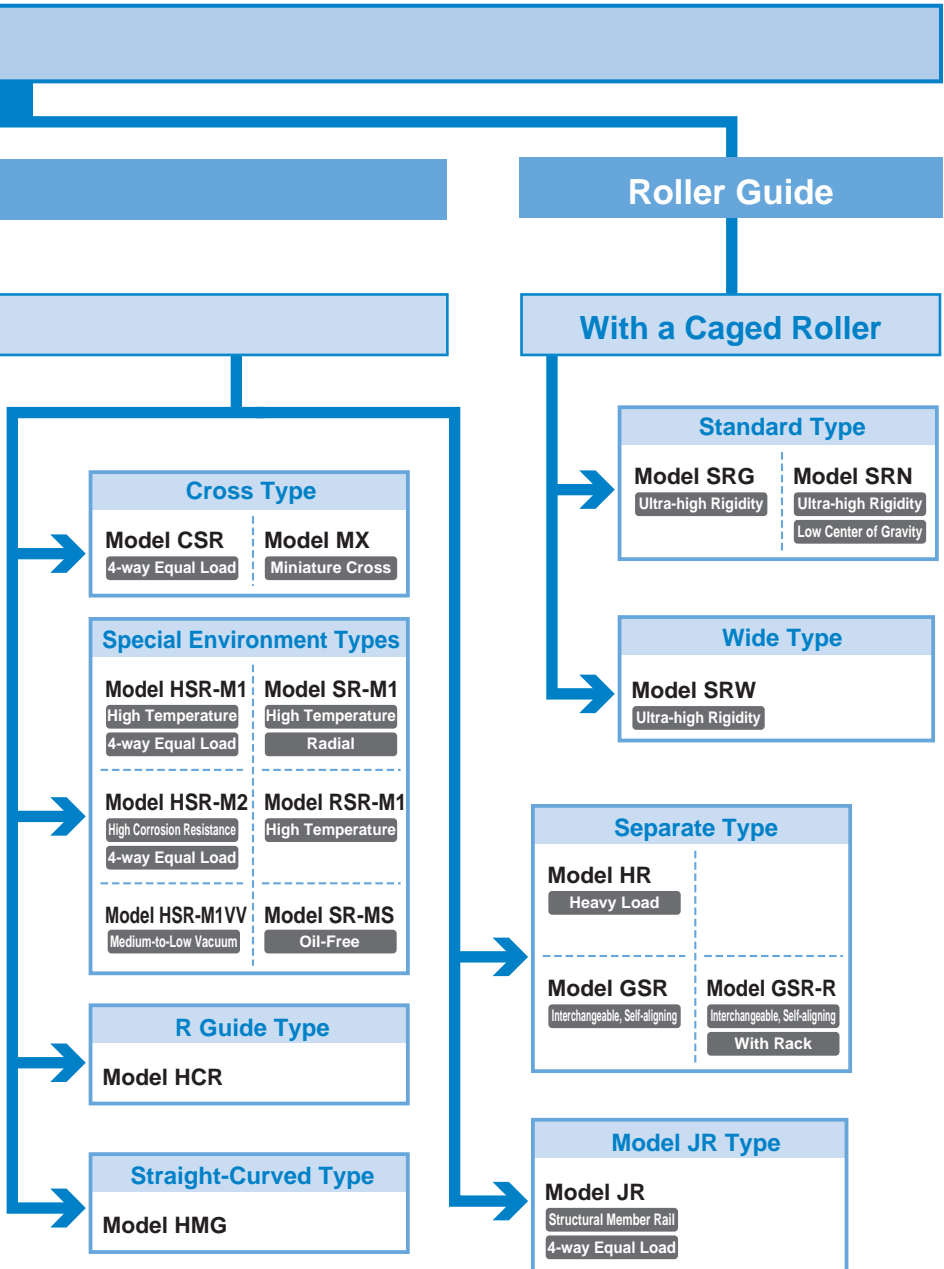 Roller Guide
With a Caged Roller
Standard Type
Model SRG
Ultra-high Rigidity
Model SRN
Ultra-high Rigidity
Low Center of Gravity
Wide Type
Model SRW
Ultra-high Rigidity
Cross Type
Model CSR
4-way Equal Load
Model MX
Miniature Cross
Special Environment Types
Model HSR-M1
High Temperature
4-way Equal Load
Model SR-M1
High Temperature
Radial
Model HSR-M2
High Corrosion Resistance
4-way Equal Load
Model RSR-M1
High Temperature
Model HSR-M1VV
Medium-to-Low Vacuum
Model SR-MS
Oil-Free
R Guide Type
Model HCR
Straight-Curved Type
Model HMG
Separate Type
Model HR
Heavy Load
Model GSR
Interchangeable, Self-aligning
Model GSR-R
Interchangeable, Self-aligning
With Rack
Model JR Type
Model JR
Structural Member Rail
4-way Equal Load